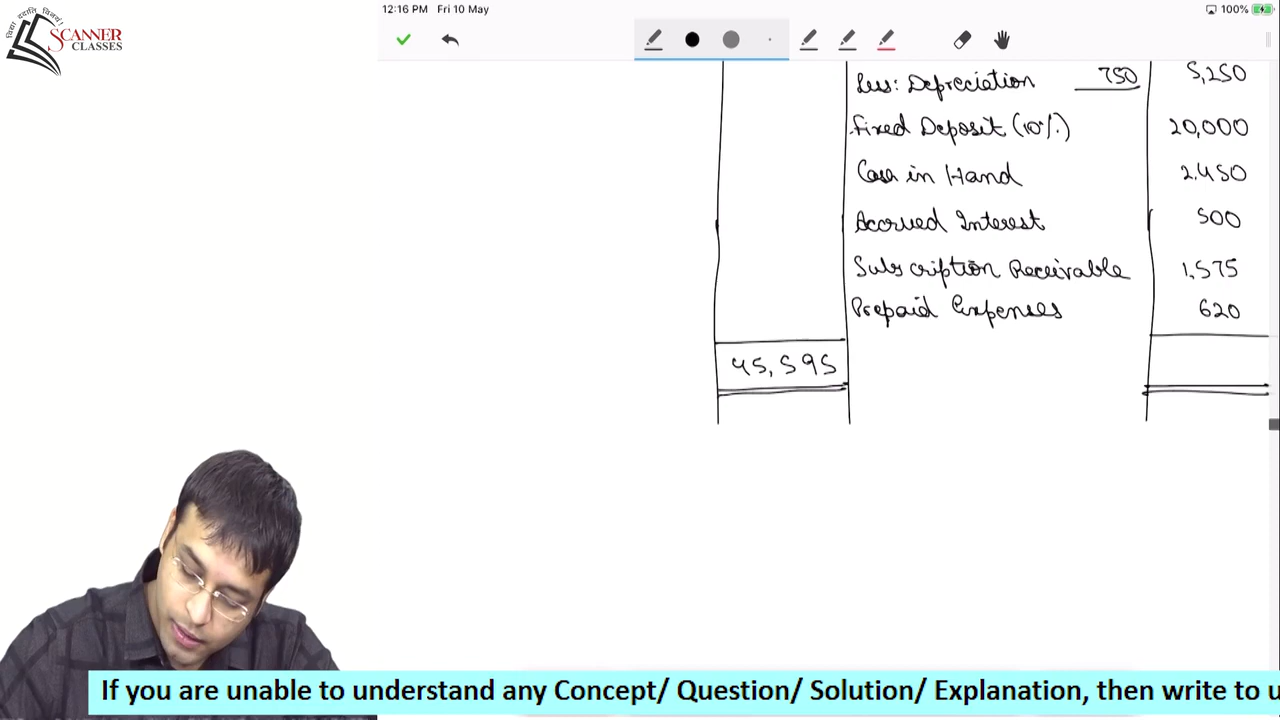 विद्या ददाति विनयं।
SCANNER
CLASSES
12:16 PM Fri 10 May
100%
Less: Depreciation 750 5,250
Fixed Deposit (10%) 20,000
Cash in Hand 2,450
Accrued Interest 500
Subscription Receivable 1,575
Prepaid Expenses 620
45,595
If you are unable to understand any Concept/ Question/ Solution/ Explanation, then write to u